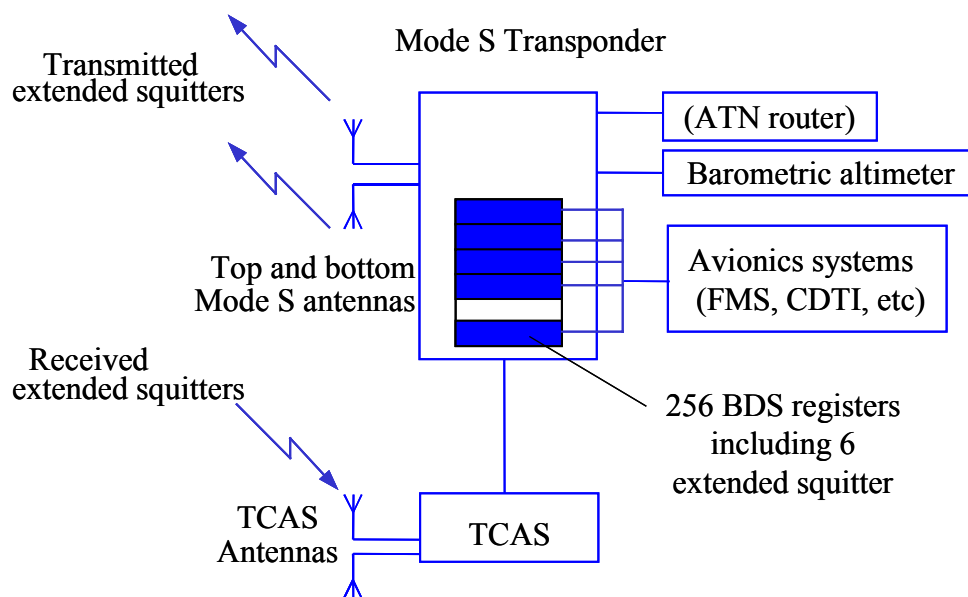 Mode S Transponder
Transmitted
extended squitters
(ATN router)
Barometric altimeter
Top and bottom
Mode S antennas
Avionics systems
(FMS, CDTI, etc)
Received
extended squitters
256 BDS registers
including 6
extended squitter
TCAS
Antennas
TCAS